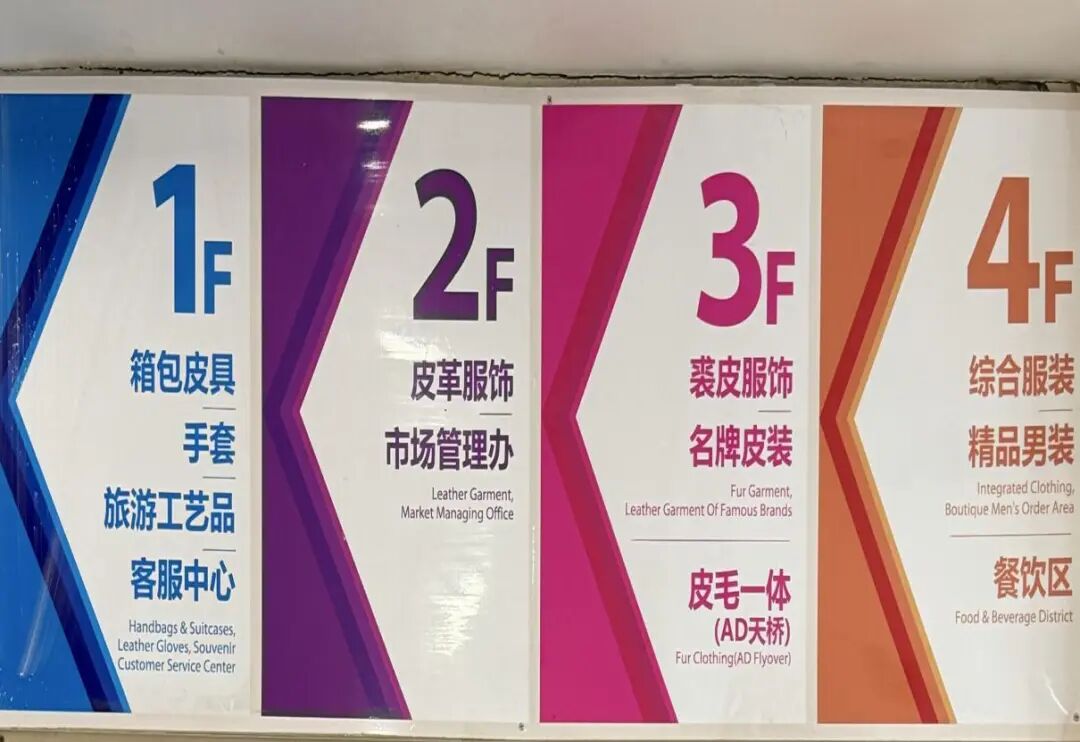 1F
箱包皮具
手套
旅游工艺品
客服中心
Handbags & Suitcases,
Leather Gloves, Souvenir
Customer Service Center
2F
皮革服饰
市场管理办
Leather Garment,
Market Managing Office
3F
裘皮服饰
名牌皮装
Fur Garment,
Leather Garment Of Famous Brands
皮毛一体
(AD天桥)
Fur Clothing(AD Flyover)
4F
综合服装
精品男装
Integrated Clothing,
Boutique Men's Order Area
餐饮区
Food & Beverage District